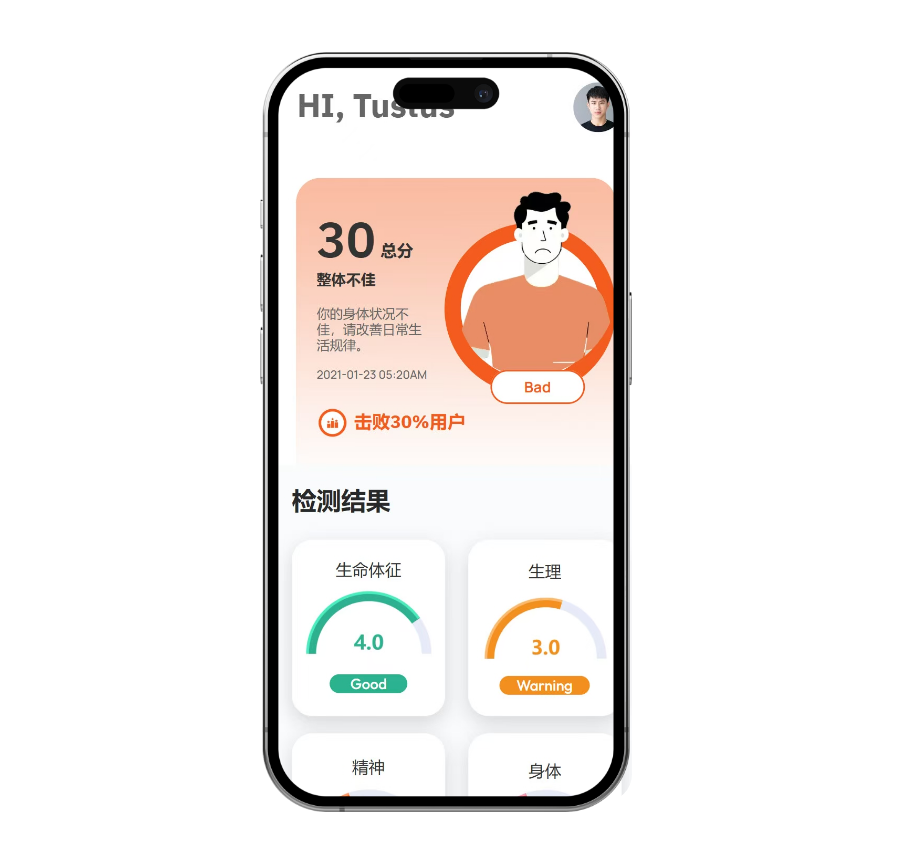 HI, Tustus
30 总分
整体不佳
你的身体状况不
佳，请改善日常生
活规律。
2021-01-23 05:20AM
Bad
击败30%用户
检测结果
生命体征
生理
4.0
3.0
Good
Warning
精神
身体